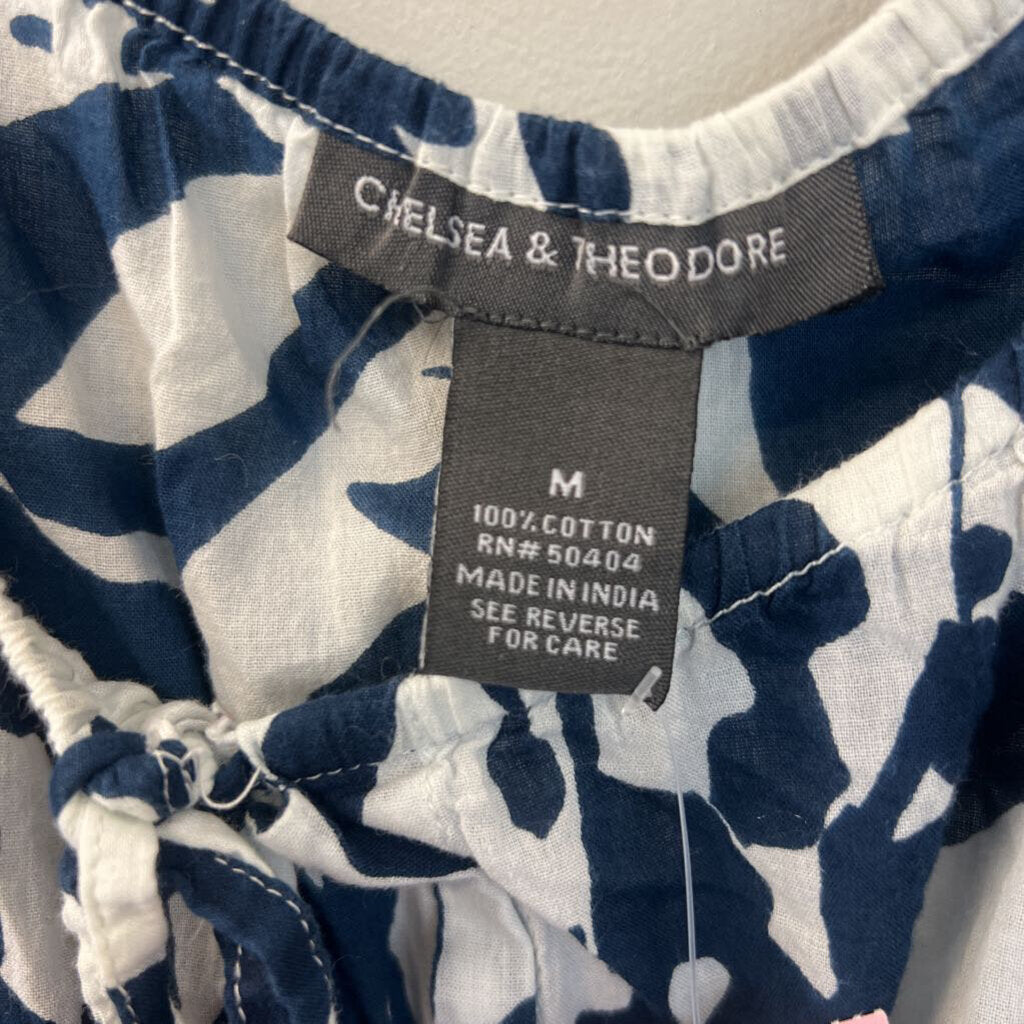 CHELSEA & THEODORE
M
100% COTTON
RN# 50404
MADE IN INDIA
SEE REVERSE
FOR CARE